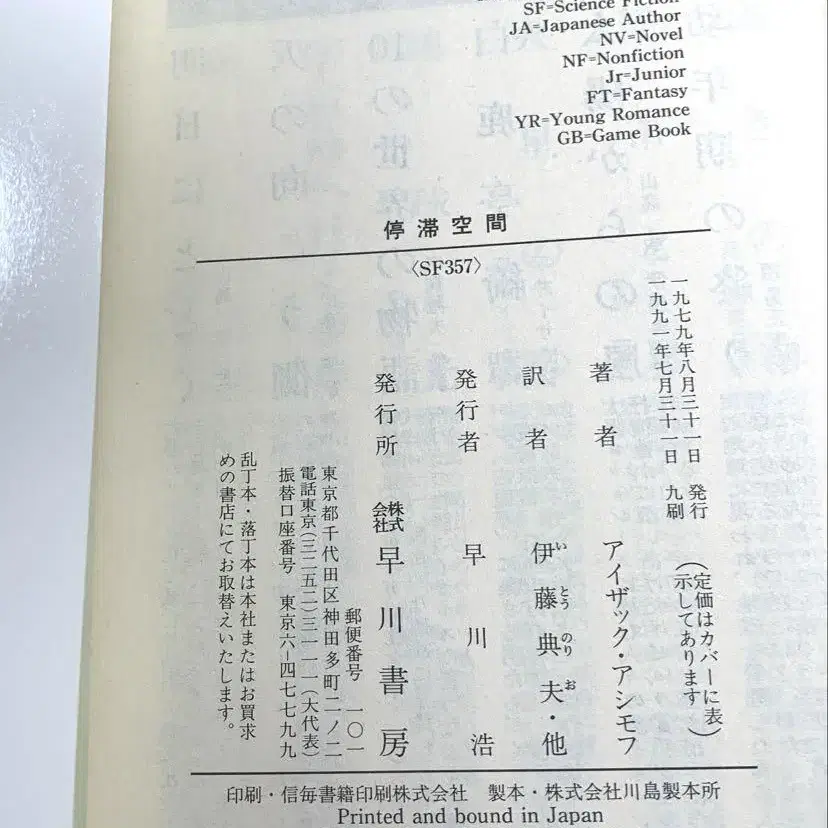 SF=Science Fiction
JA=Japanese Author
NV=Novel
NF=Nonfiction
Jr=Junior
FT=Fantasy
YR=Young Romance
GB=Game Book
停滞空間
〈SF357〉
一九七九年八月三十一日 発行
一九九一年七月三十一日 九刷
(定価はカバーに表示してあります)
著者 アイザック・アシモフ
訳者 伊藤典夫・他
いとうのりお
発行者 早川浩
発行所 株式会社早川書房
郵便番号 一〇一
東京都千代田区神田多町二ノ二
電話東京(三二五二)三一一一(大代表)
振替口座番号 東京六-四七七九九
乱丁本・落丁本は本社またはお買求
めの書店にてお取替えいたします。
印刷・信毎書籍印刷株式会社 製本・株式会社川島製本所
Printed and bound in Japan